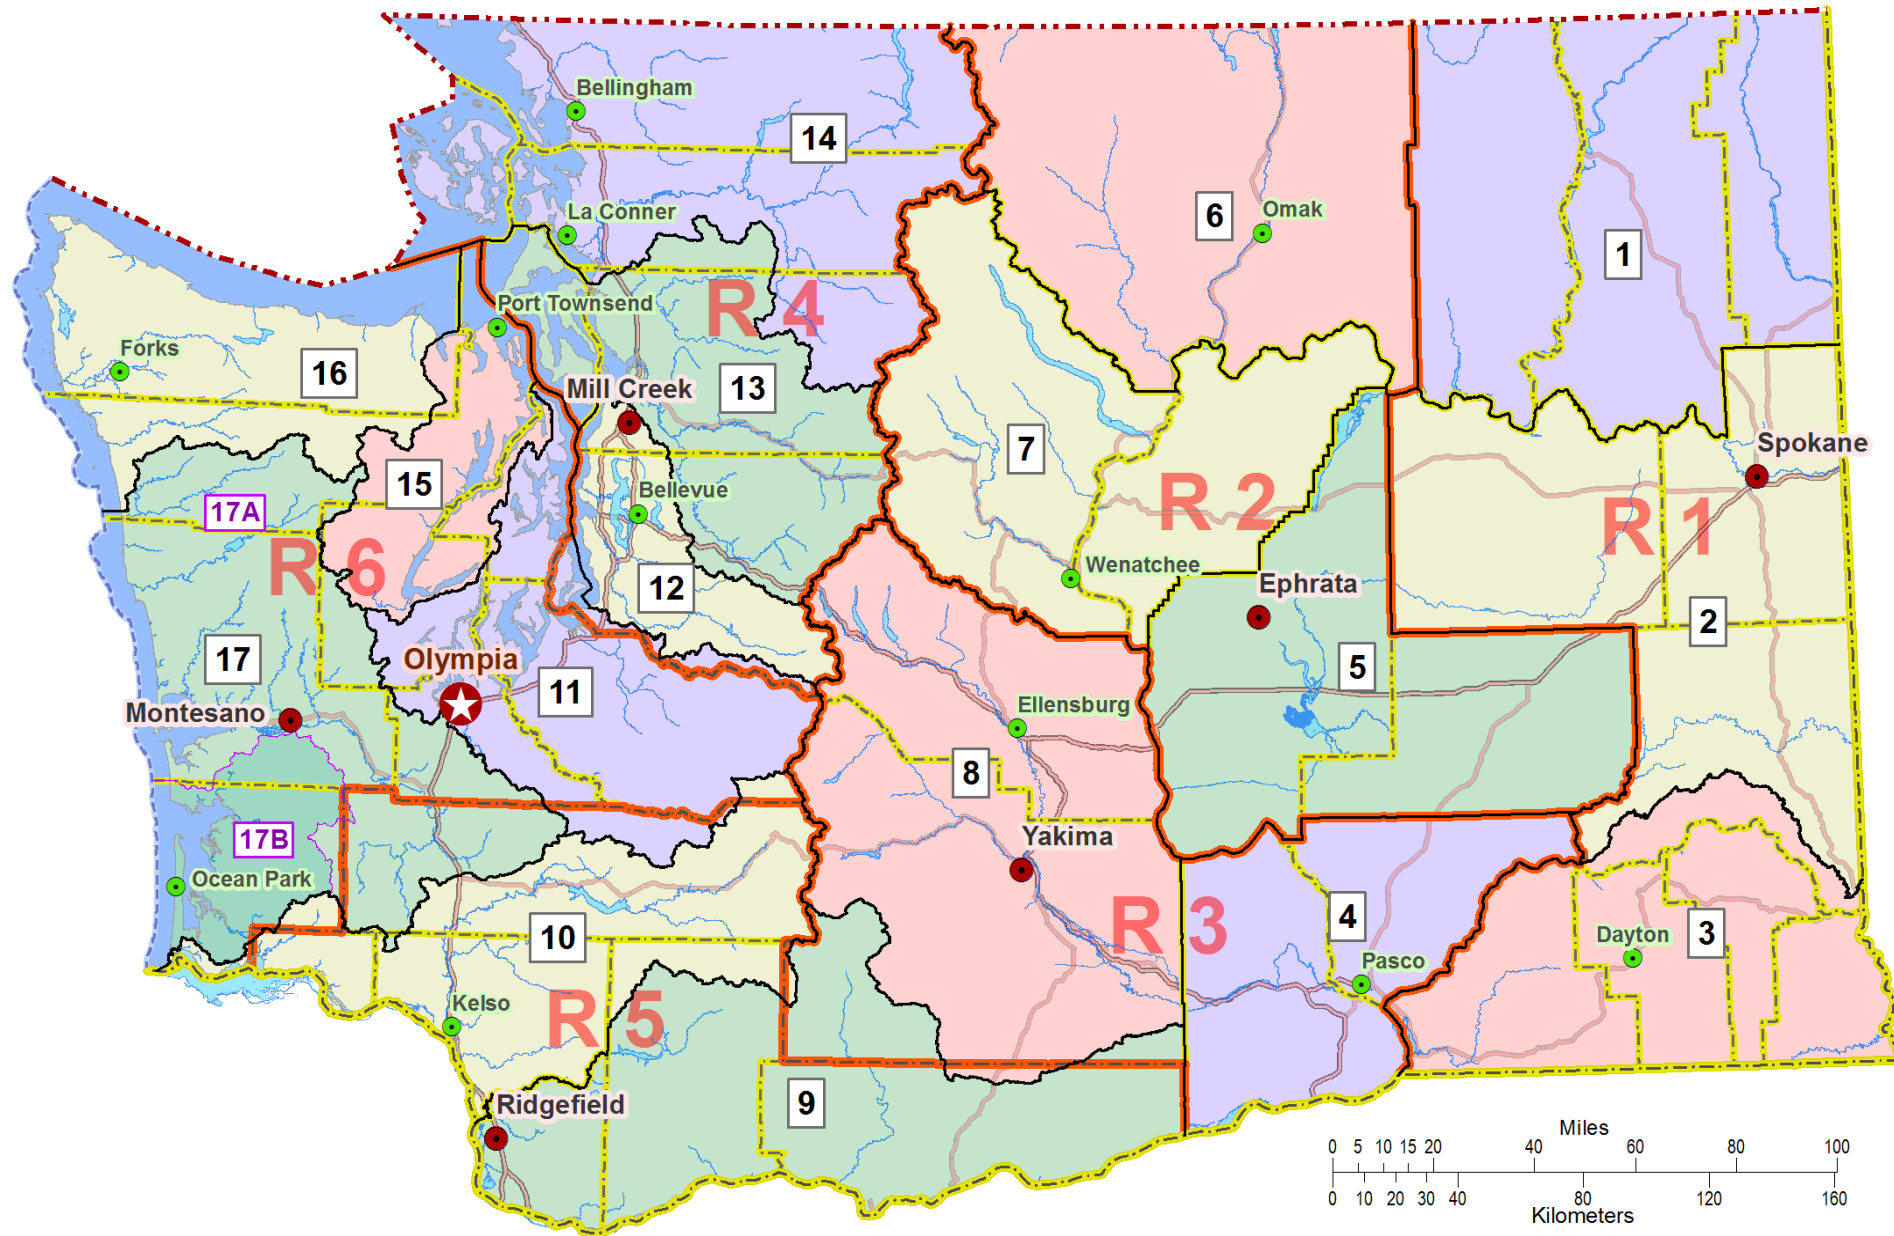 Bellingham
14
La Conner
6
Omak
1
R 4
Port Townsend
Forks
16
Mill Creek
13
7
Spokane
15
Bellevue
R 2
R 1
17A
R 6
Wenatchee
12
Ephrata
2
17
Olympia
11
5
Montesano
Ellensburg
8
17B
Yakima
Ocean Park
10
R 3
4
Dayton
3
Pasco
Kelso
R 5
Ridgefield
9
Miles
0 5 10 15 20 40 60 80 100
0 10 20 30 40 80 120 160
Kilometers